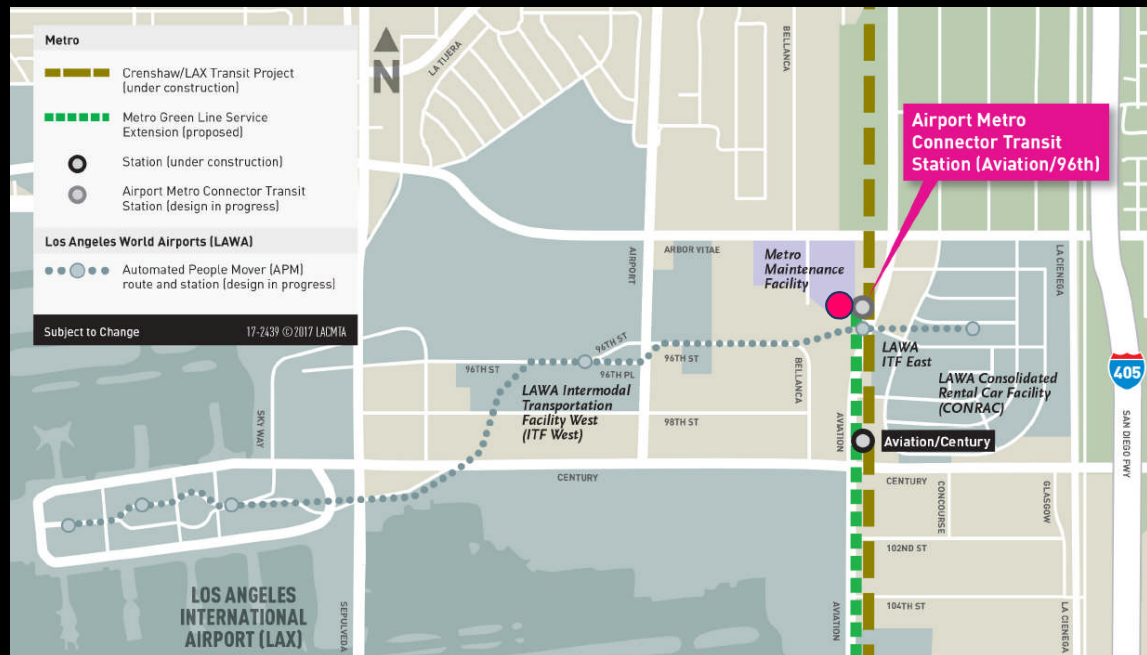 Metro
Crenshaw/LAX Transit Project
(under construction)
Metro Green Line Service
Extension (proposed)
Station (under construction)
Airport Metro Connector Transit
Station (design in progress)
Los Angeles World Airports (LAWA)
Automated People Mover (APM)
route and station (design in progress)
Subject to Change
17-2439 ©2017 LACMTA
N
LA TIJERA
BELLANCA
Airport Metro
Connector Transit
Station (Aviation/96th)
AIRPORT
ARBOR VITAE
Metro
Maintenance
Facility
LA CIENEGA
96TH ST
96TH ST
96TH PL
96TH ST
BELLANCA
LAWA
ITF East
LAWA Intermodal
Transportation
Facility West
(ITF West)
LAWA Consolidated
Rental Car Facility
(CONRAC)
405
SKY WAY
98TH ST
AVIATION
Aviation/Century
SAN DIEGO FWY
CENTURY
CENTURY
CONCOURSE
GLASGOW
102ND ST
104TH ST
LOS ANGELES
INTERNATIONAL
AIRPORT (LAX)
SEPULVEDA
AVIATION
LA CIENEGA